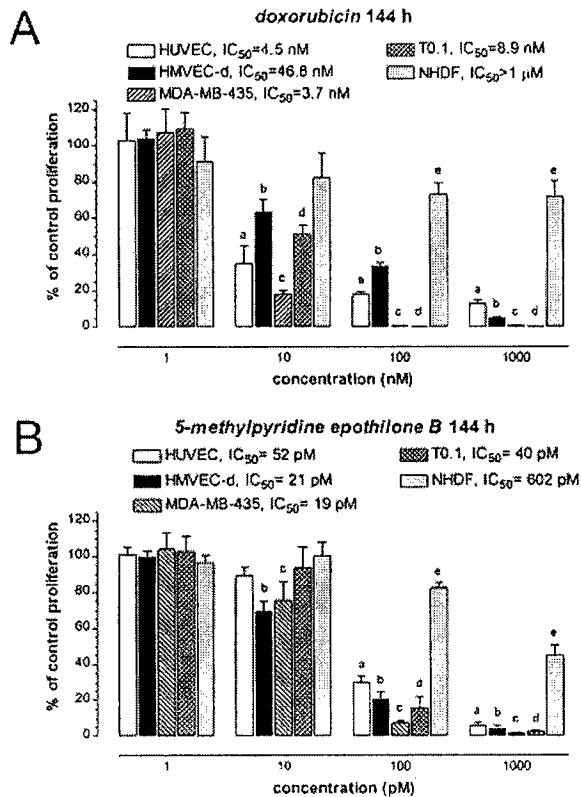 A
doxorubicin 144 h
HUVEC, IC50=4.5 nM
HMVEC-d, IC50=46.8 nM
MDA-MB-435, IC50=3.7 nM
T0.1, IC50=8.9 nM
NHDF, IC50>1 µM
% of control proliferation
120
100
80
60
40
20
0
a b c d
e
a b c d e
a b c d e
1 10 100 1000
concentration (nM)
B
5-methylpyridine epothilone B 144 h
HUVEC, IC50= 52 pM
HMVEC-d, IC50= 21 pM
MDA-MB-435, IC50= 19 pM
T0.1, IC50= 40 pM
NHDF, IC50= 602 pM
% of control proliferation
120
100
80
60
40
20
0
b c
a b c d e
a b c d e
1 10 100 1000
concentration (pM)